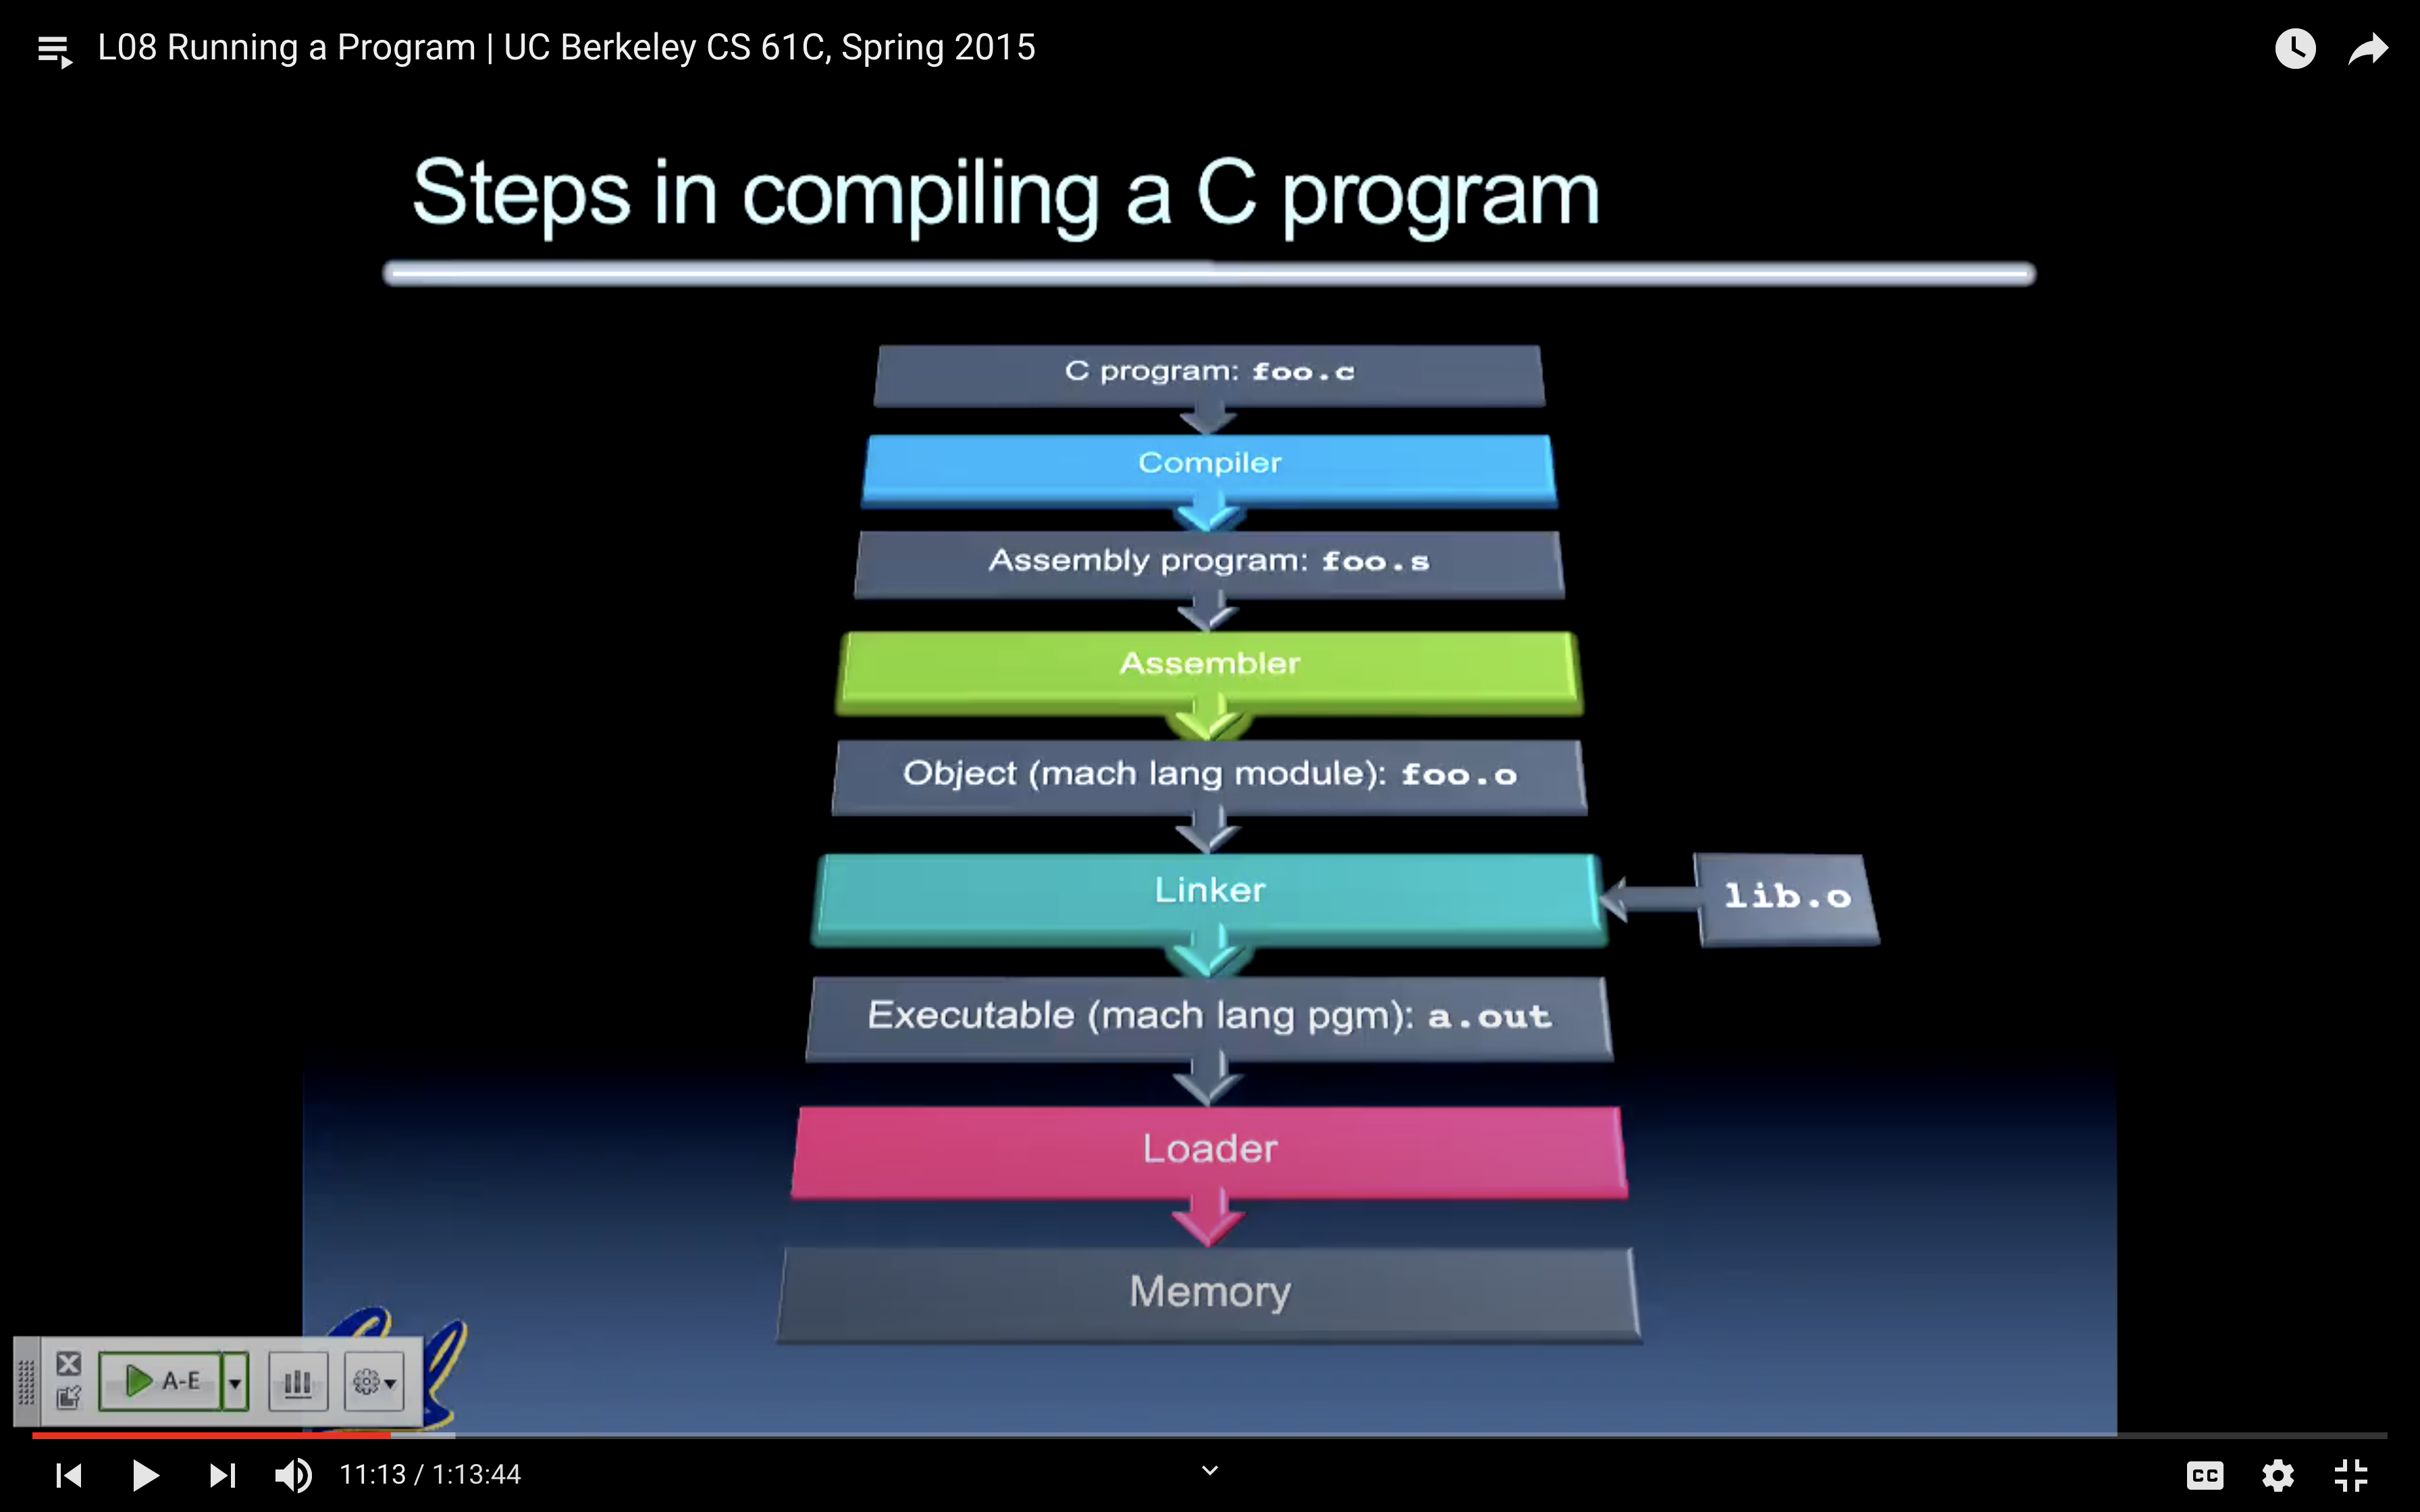 L08 Running a Program | UC Berkeley CS 61C, Spring 2015
Steps in compiling a C program
C program: foo.c
Compiler
Assembly program: foo.s
Assembler
Object (mach lang module): foo.o
Linker
lib.o
Executable (mach lang pgm): a.out
Loader
Memory
A-E
11:13 / 1:13:44
CC